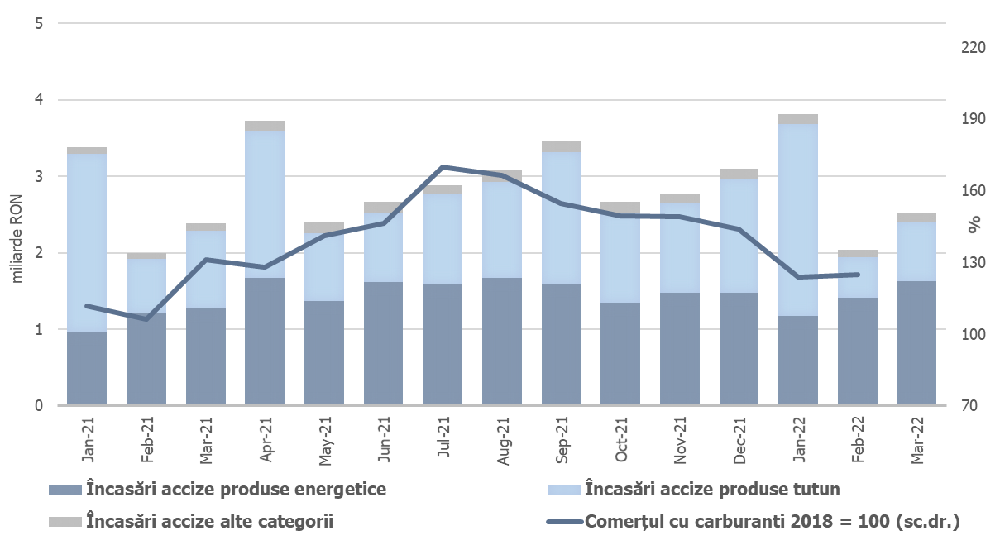 5
4
3
2
1
0
miliarde RON
220
190
160
130
100
70
%
Jan-21
Feb-21
Mar-21
Apr-21
May-21
Jun-21
Jul-21
Aug-21
Sep-21
Oct-21
Nov-21
Dec-21
Jan-22
Feb-22
Mar-22
Încasări accize produse energetice
Încasări accize produse tutun
Încasări accize alte categorii
Comerțul cu carburanti 2018 = 100 (sc.dr.)